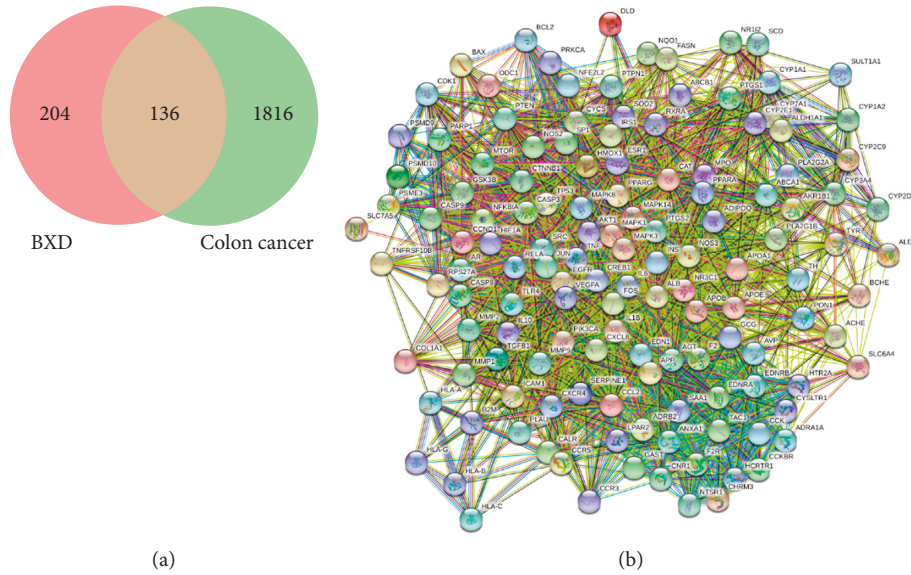 204
136
1816
BXD
Colon cancer
(a)
DLD
BCL2
PRKCA
BAX
ODC1
NFE2L2
PTPN1
NQO1
FASN
NR1I2
SCD
SULT1A1
CDK1
PTEN
CYCS
SOD2
ABCB1
RXRA
PTGS1
CYP1A1
CYP7A1
CYP2E1
ALDH1A1
CYP1A2
PSMD9
PARP1
NOS2
SP1
IRS1
ESR1
CYP2C9
MTOR
HMOX1
CAT
MPO
PLA2G2A
PSMD10
GSK3B
CTNNB1
PPARG
PPARA
ABCA1
CYP3A4
PSME3
CASP9
TP53
CASP3
MAPK8
MAPK14
ADIPOQ
AKR1B1
CYP2D
SLC7A5
NFKBIA
AKT1
MAPK1
PTGS2
PLA2G1B
CCND1
HIF1A
SRC
TNF
MAPK3
INS
NOS3
TYR
ALD
TNFRSF10B
AR
RELA
JUN
APOA1
RPS27A
EGFR
CREB1
IL6
NR3C1
TH
CASP8
TLR4
VEGFA
FOS
ALB
APOB
APOE
BCHE
MMP2
IL10
IL1B
PDN1
GCG
ACHE
COL1A1
TGFB1
PIK3CA
CXCL8
EDN1
AGT
F2
AVP
MMP1
MMP9
APP
SLC6A4
HLA-A
ICAM1
SERPINE1
EDNRB
HTR2A
CXCR4
CCL2
SAA1
EDNRA
CYSLTR1
B2M
PLAU
ADRB2
TAC1
CCK
LPAR2
ANXA1
ADRA1A
HLA-G
CALR
CCR5
GAST
CNR1
F2R
CCKBR
HLA-B
HCRTR1
CCR3
NTSR1
CHRM3
HLA-C
(b)